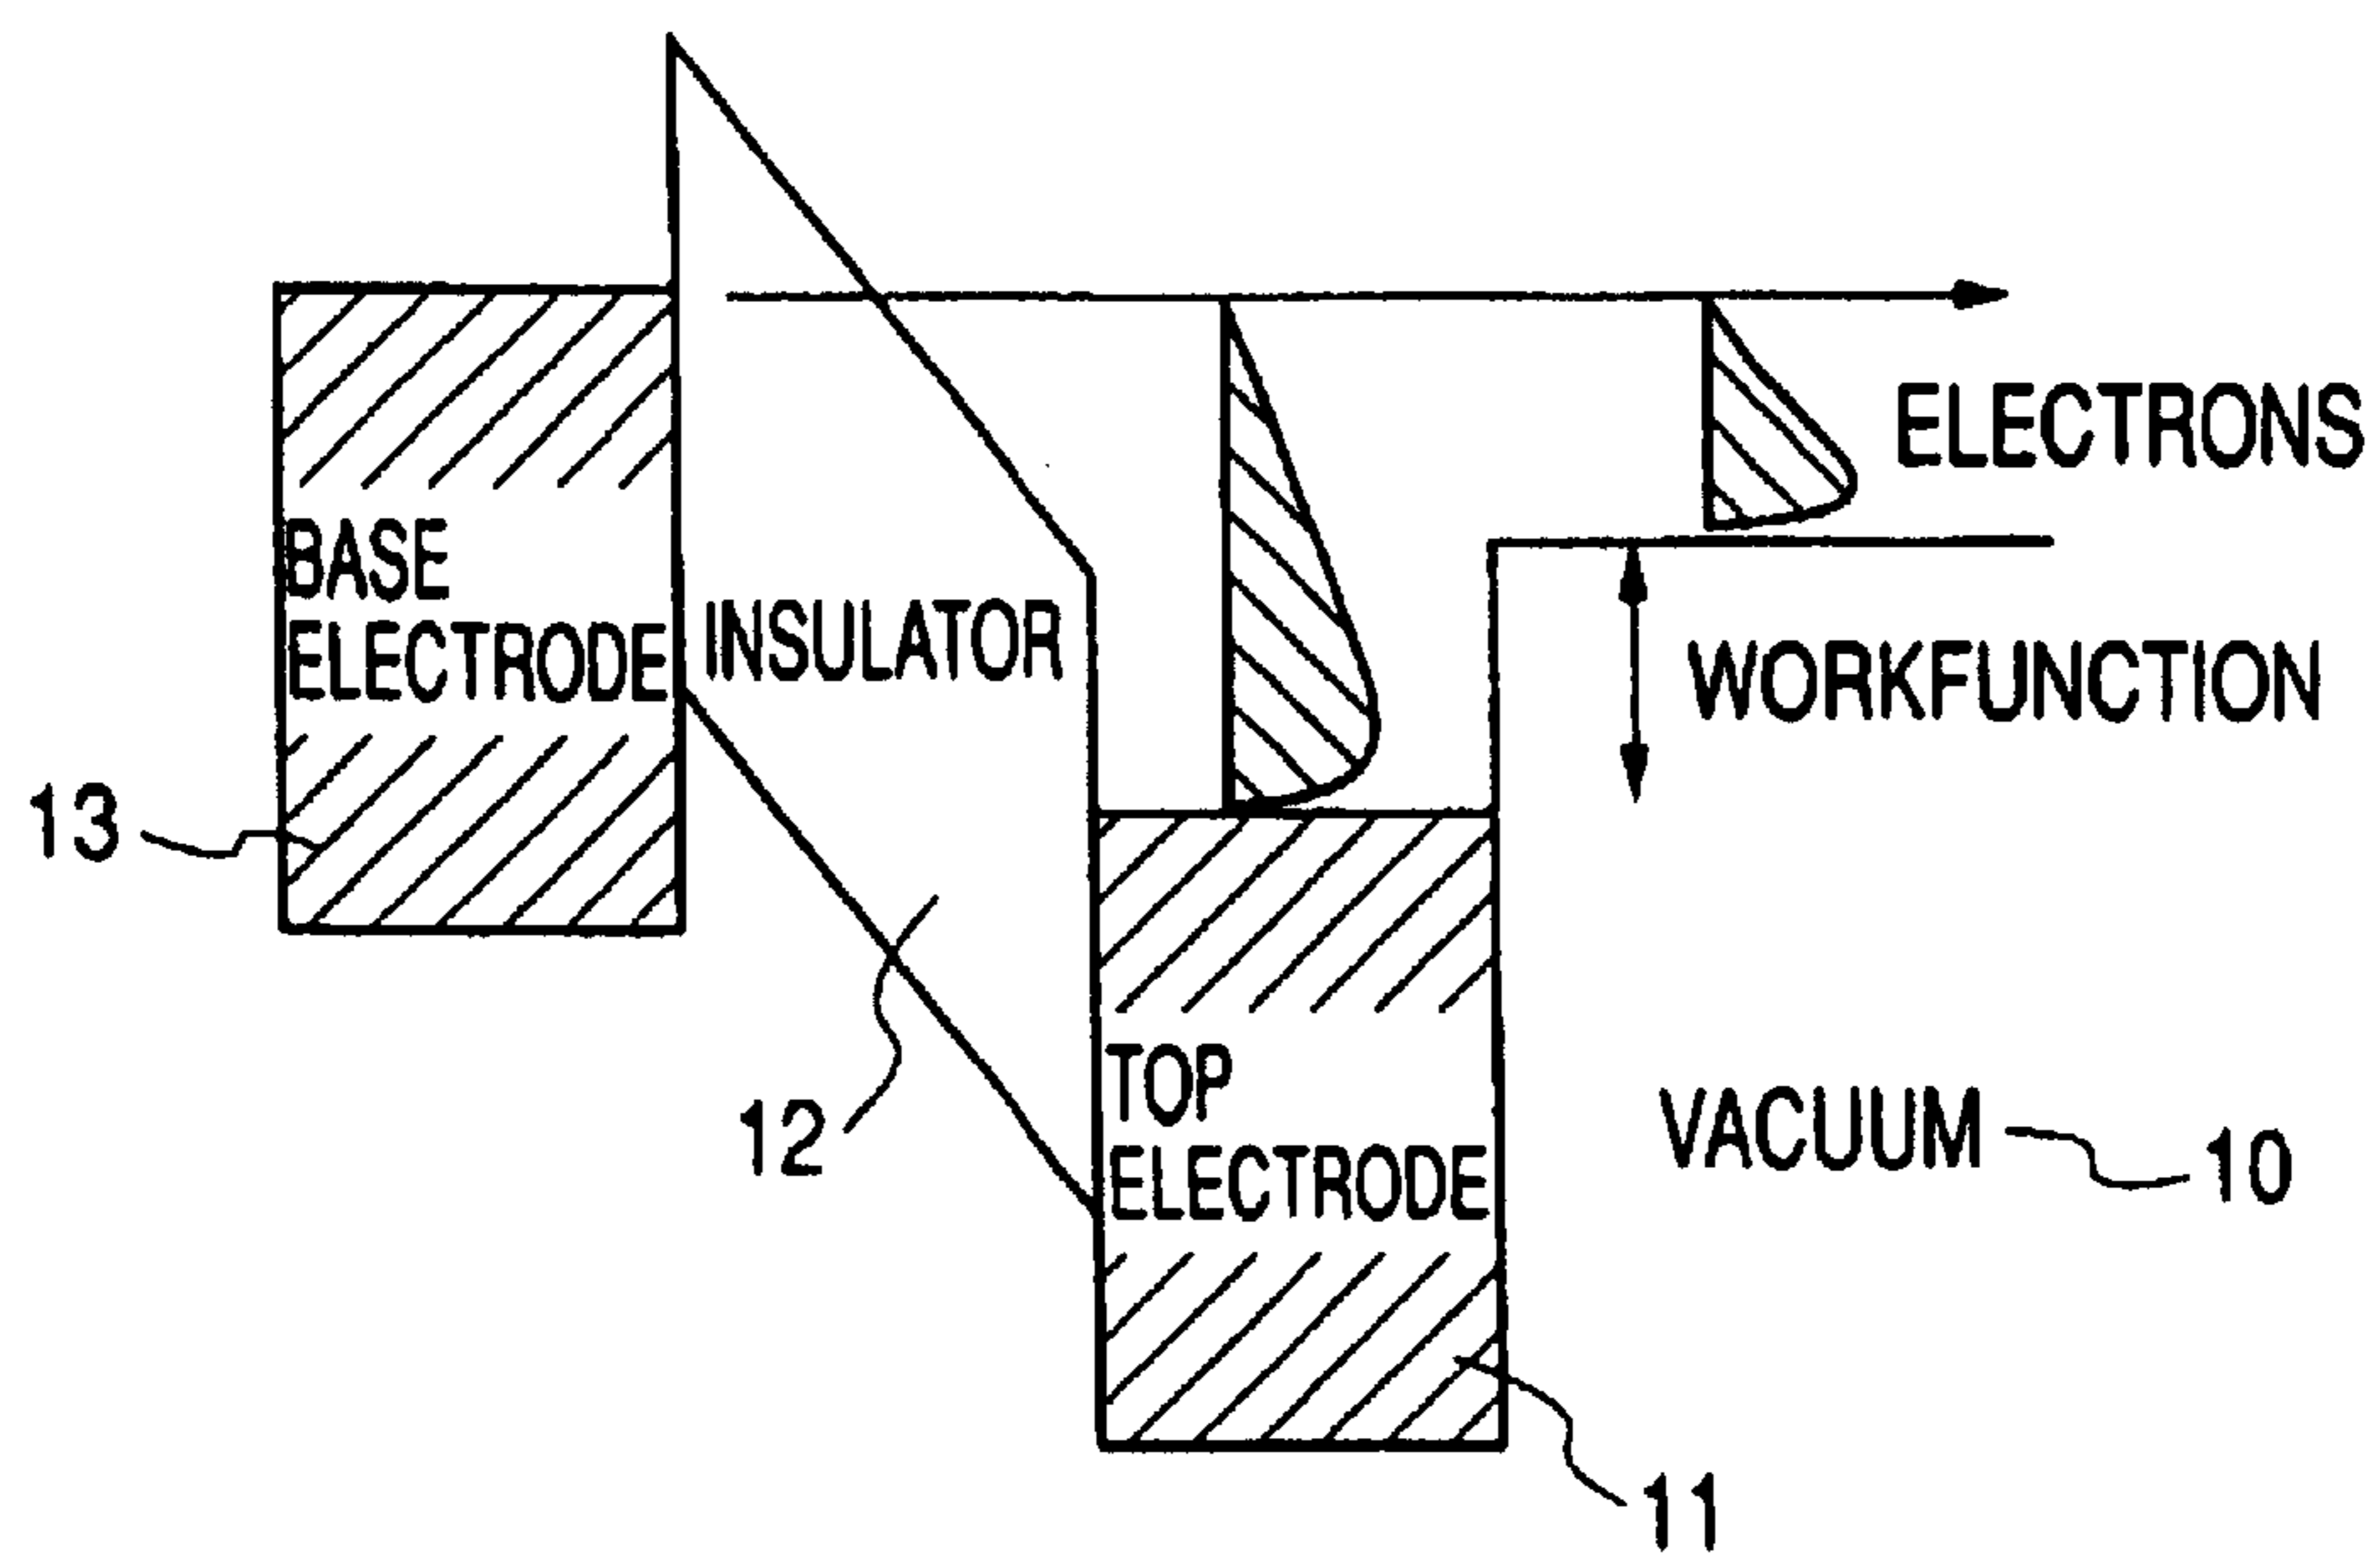 BASE
ELECTRODE
INSULATOR
ELECTRONS
WORKFUNCTION
13
12
TOP
ELECTRODE
VACUUM
10
11